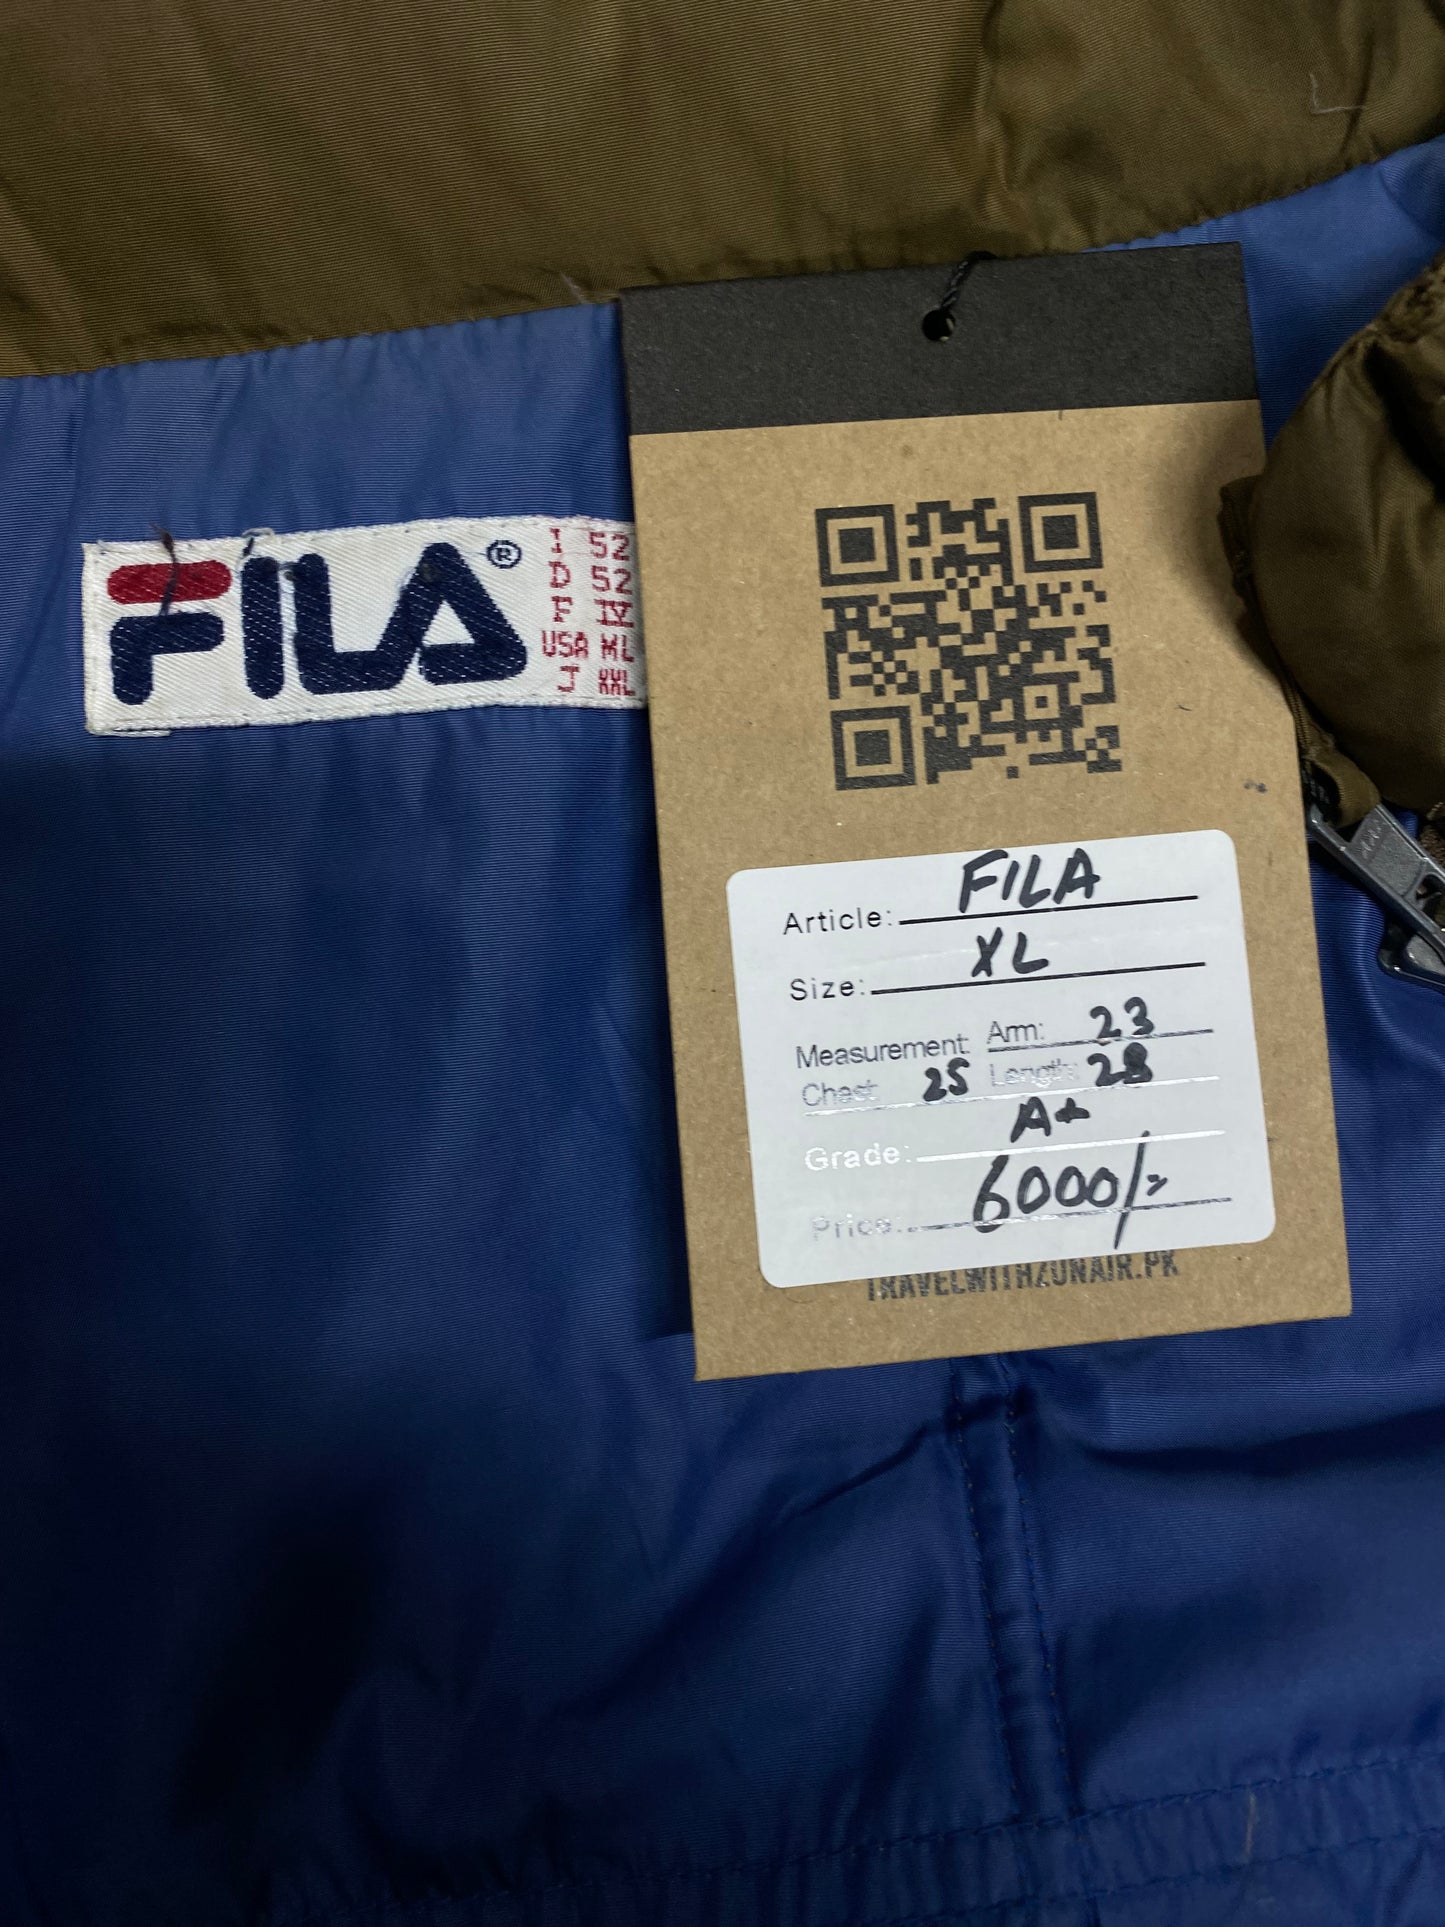 FILA®
I 52
D 52
F IV
USA ML
J XXL
Article: FILA
Size: XL
Measurement: Arm: 23
Chest: 25 Length: 28
Grade: A+
Price: 6000/-
TRAVELWITHZUNAIR.PK